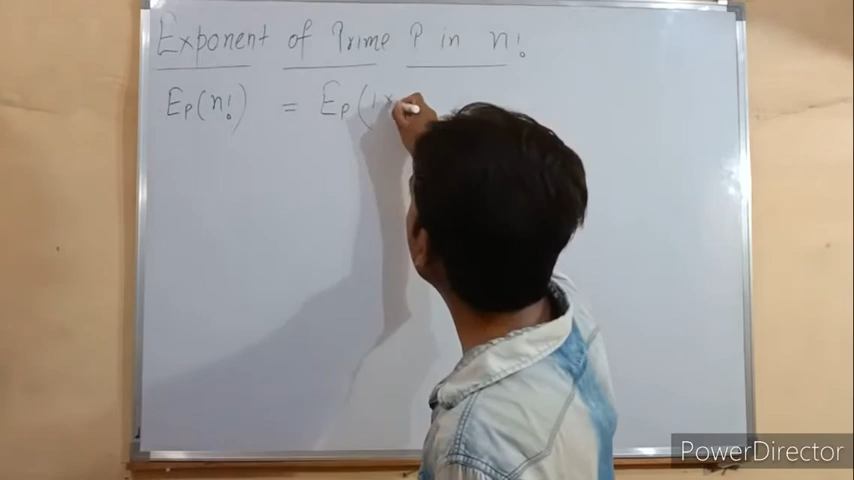 Exponent of Prime P in n!
Ep(n!) = Ep(1×
PowerDirector